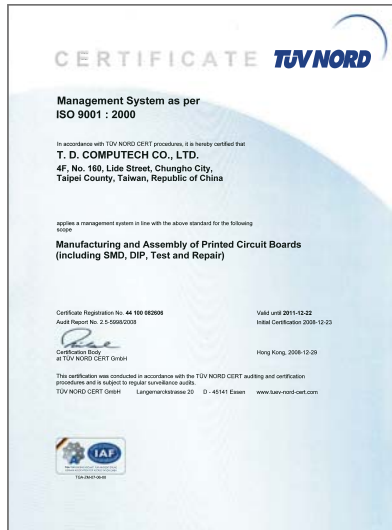 CERTIFICATE TÜV NORD
Management System as per
ISO 9001 : 2000
In accordance with TÜV NORD CERT procedures, it is hereby certified that
T. D. COMPUTECH CO., LTD.
4F, No. 160, Lide Street, Chungho City,
Taipei County, Taiwan, Republic of China
applies a management system in line with the above standard for the following
scope
Manufacturing and Assembly of Printed Circuit Boards
(including SMD, DIP, Test and Repair)
Certificate Registration No. 44 100 082606 Valid until 2011-12-22
Audit Report No. 2.5-5998/2008 Initial Certification 2008-12-23
Certification Body Hong Kong, 2008-12-29
at TÜV NORD CERT GmbH
This certification was conducted in accordance with the TÜV NORD CERT auditing and certification
procedures and is subject to regular surveillance audits.
TÜV NORD CERT GmbH Langemarckstrasse 20 D - 45141 Essen www.tuev-nord-cert.com
IAF
TGA-ZM-07-06-00